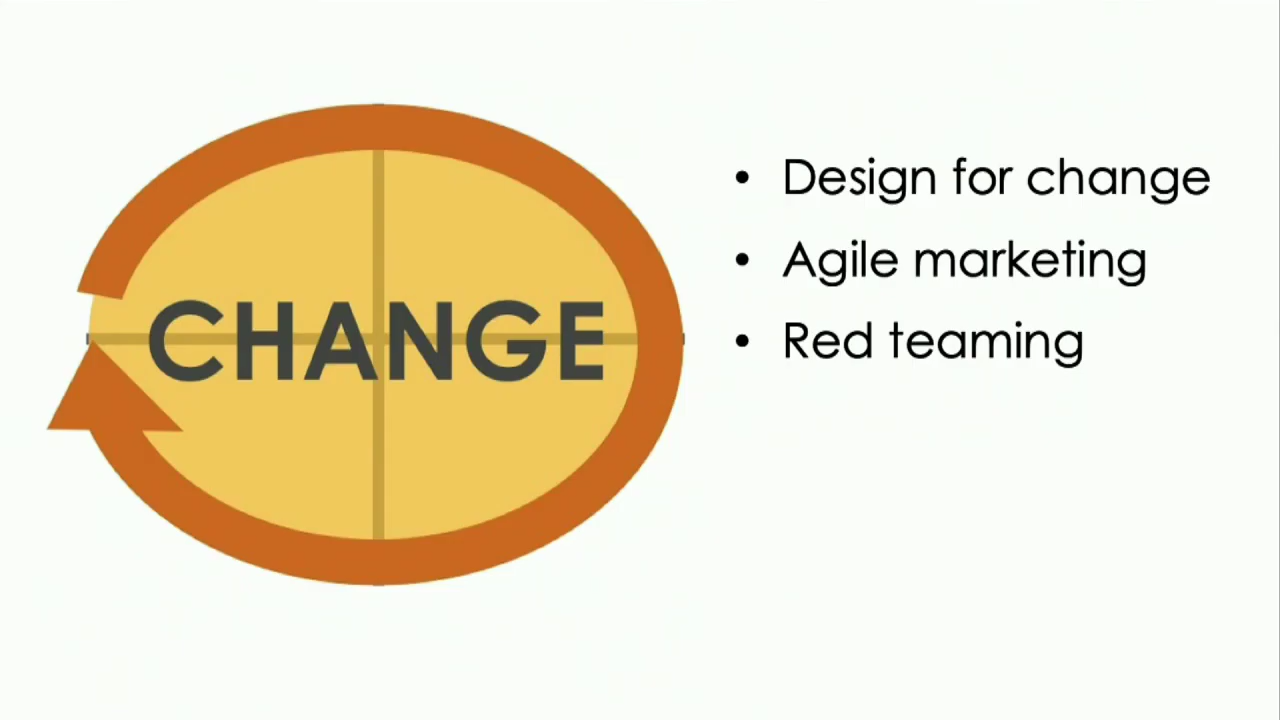 CHANGE
• Design for change
• Agile marketing
• Red teaming